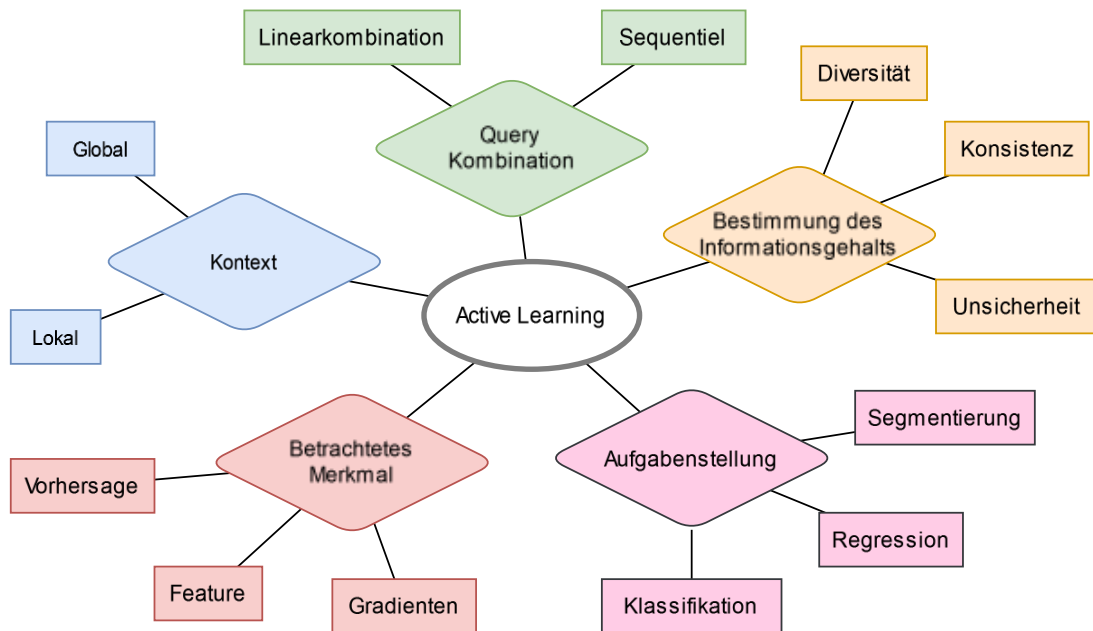 Linearkombination
Sequentiel
Query
Kombination
Diversität
Konsistenz
Bestimmung des
Informationsgehalts
Unsicherheit
Global
Kontext
Lokal
Active Learning
Betrachtetes
Merkmal
Vorhersage
Feature
Gradienten
Aufgabenstellung
Segmentierung
Regression
Klassifikation